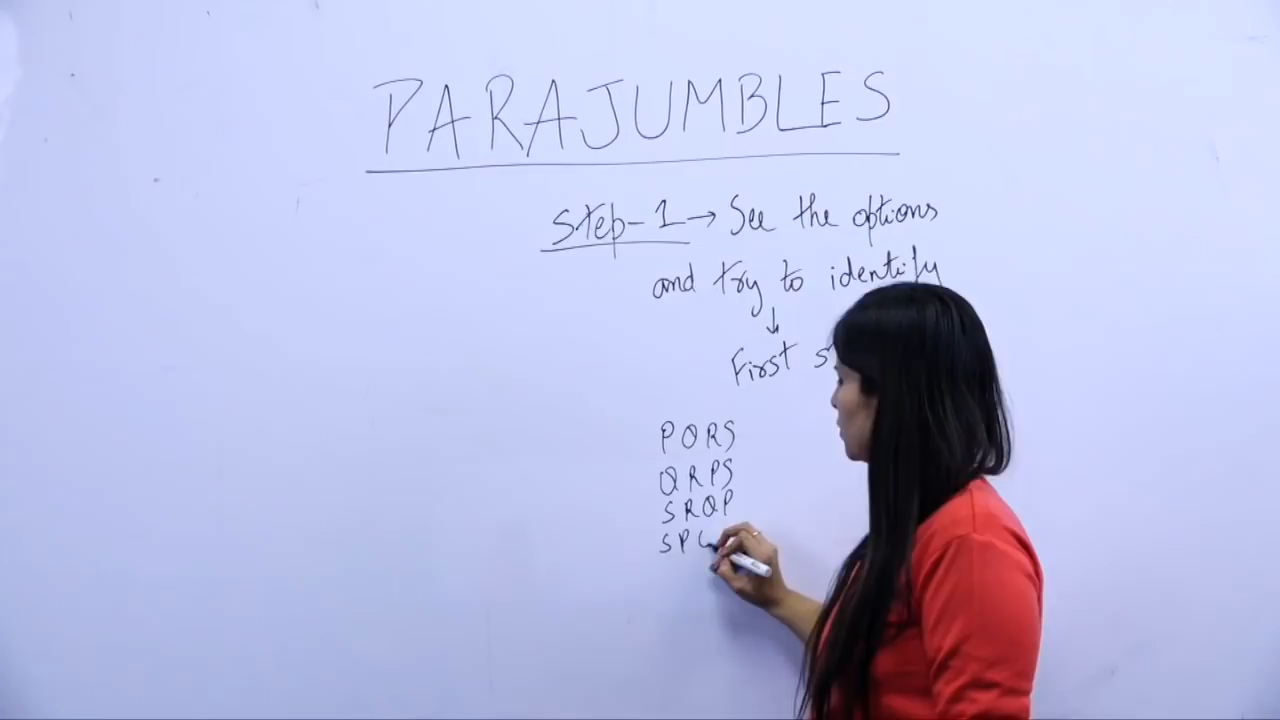 PARAJUMBLES
Step-1 → See the options
and try to identify
↓
First
PQRS
QRPS
SRQP
SP